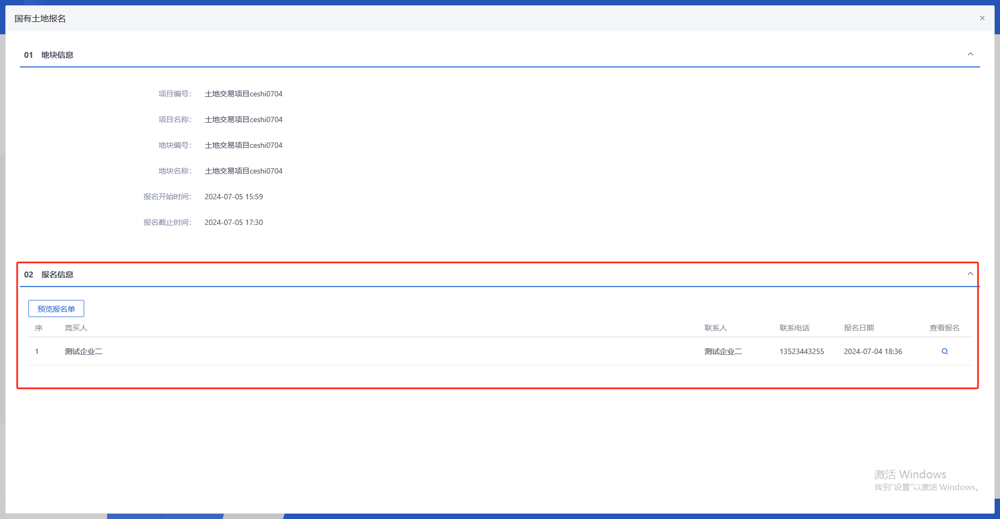 国有土地报名
01 地块信息
项目编号： 土地交易项目ceshi0704
项目名称： 土地交易项目ceshi0704
地块编号： 土地交易项目ceshi0704
地块名称： 土地交易项目ceshi0704
报名开始时间： 2024-07-05 15:59
报名截止时间： 2024-07-05 17:30
02 报名信息
预览报名单
序 竞买人 联系人 联系电话 报名日期 查看报名
1 测试企业二 测试企业二 13523443255 2024-07-04 18:36
激活 Windows
转到"设置"以激活 Windows。